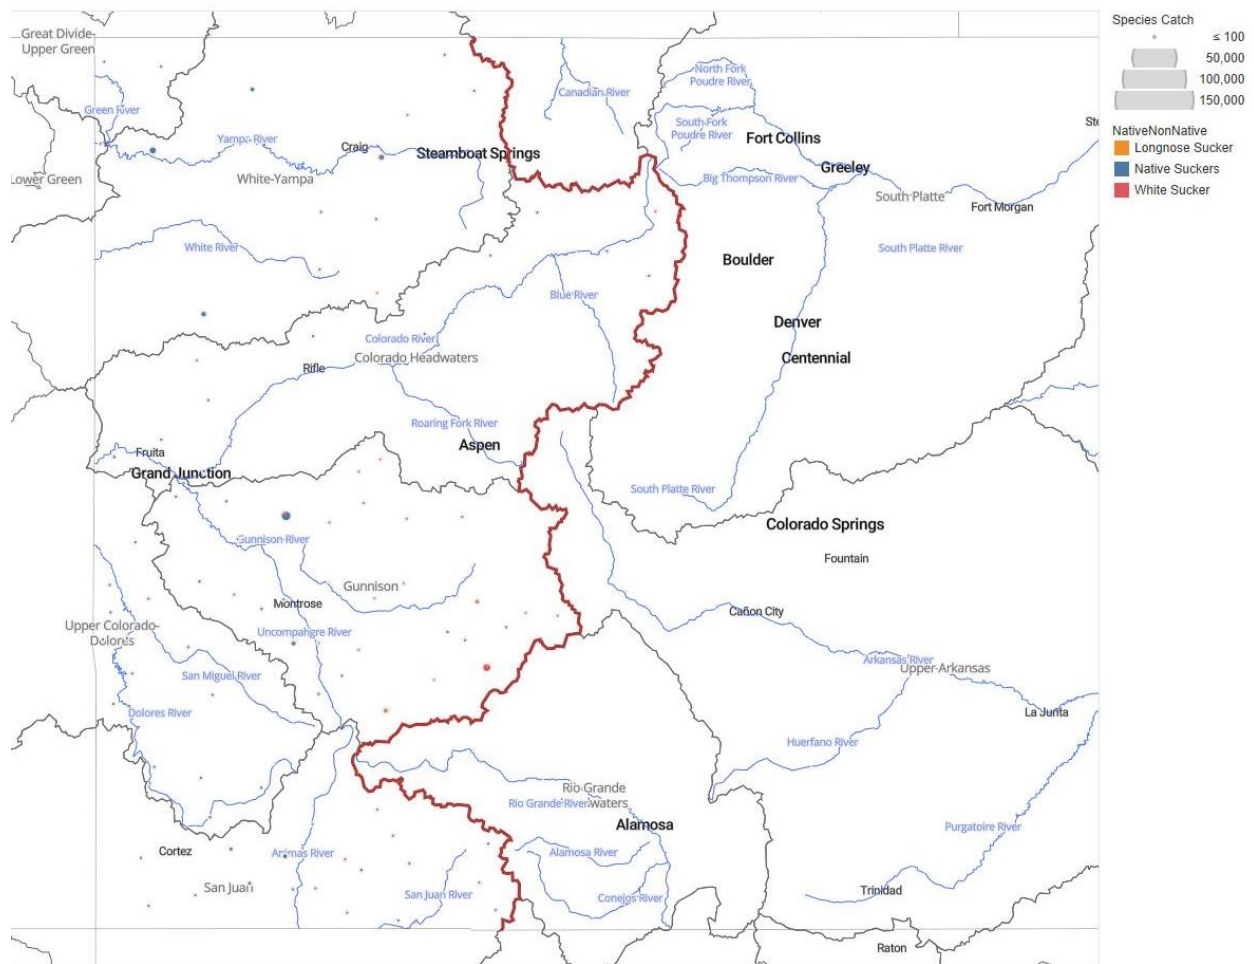 Great Divide-
Upper Green
Green River
Yampa River
Craig
Steamboat Springs
Lower Green
White-Yampa
White River
Canadian River
North Fork
Poudre River
South Fork
Poudre River
Fort Collins
Greeley
Big Thompson River
South Platte
Fort Morgan
South Platte River
Ste
Boulder
Blue River
Denver
Centennial
Colorado River
Colorado Headwaters
Rifle
Roaring Fork River
Aspen
Fruita
Grand Junction
South Platte River
Colorado Springs
Fountain
Gunnison River
Gunnison
Montrose
Cañon City
Upper Colorado-
Dolores
Uncompahgre River
San Miguel River
Arkansas River
Upper Arkansas
Dolores River
La Junta
Huerfano River
Rio Grande
Rio Grande River
waters
Alamosa
Purgatoire River
Cortez
Animas River
Alamosa River
San Juan
San Juan River
Conejos River
Trinidad
Raton
Species Catch
≤ 100
50,000
100,000
150,000
NativeNonNative
Longnose Sucker
Native Suckers
White Sucker